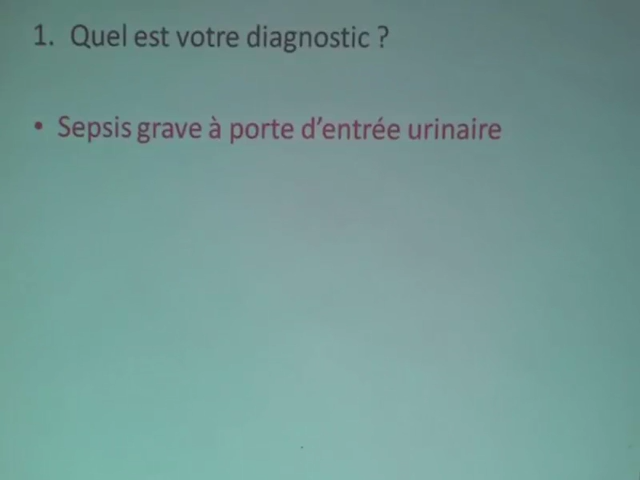 1. Quel est votre diagnostic ?
• Sepsis grave à porte d'entrée urinaire